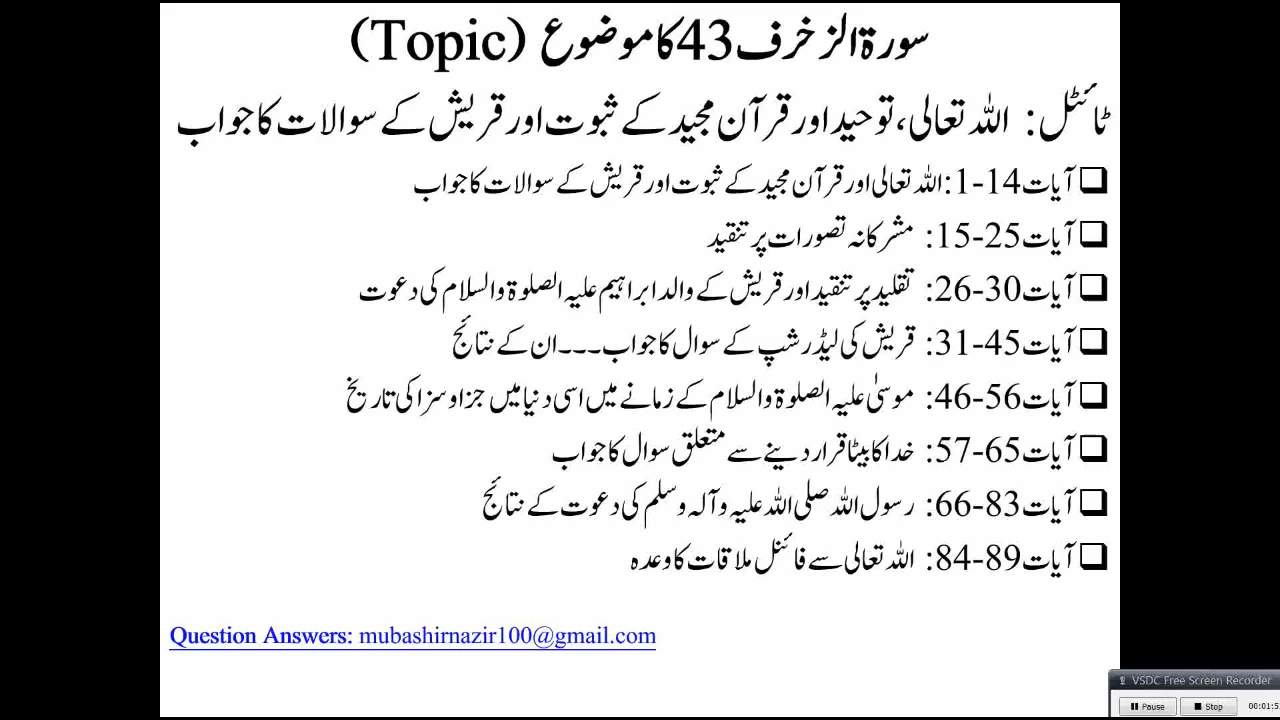 سورۃ الزخرف 43 کا موضوع (Topic)
ٹائٹل: اللہ تعالی، توحید اور قرآن مجید کے ثبوت اور قریش کے سوالات کا جواب
❑ آیات 1-14: اللہ تعالی اور قرآن مجید کے ثبوت اور قریش کے سوالات کا جواب
❑ آیات 15-25: مشرکانہ تصورات پر تنقید
❑ آیات 26-30: تقلید پر تنقید اور قریش کے والد ابراہیم علیہ الصلوۃ والسلام کی دعوت
❑ آیات 31-45: قریش کی لیڈرشپ کے سوال کا جواب۔۔۔ ان کے نتائج
❑ آیات 46-56: موسیٰ علیہ الصلوۃ والسلام کے زمانے میں اسی دنیا میں جزا و سزا کی تاریخ
❑ آیات 57-65: خدا کا بیٹا قرار دینے سے متعلق سوال کا جواب
❑ آیات 66-83: رسول اللہ صلی اللہ علیہ وآلہ وسلم کی دعوت کے نتائج
❑ آیات 84-89: اللہ تعالی سے فائنل ملاقات کا وعدہ
Question Answers: mubashirnazir100@gmail.com
VSDC Free Screen Recorder
Pause Stop 00:01:5